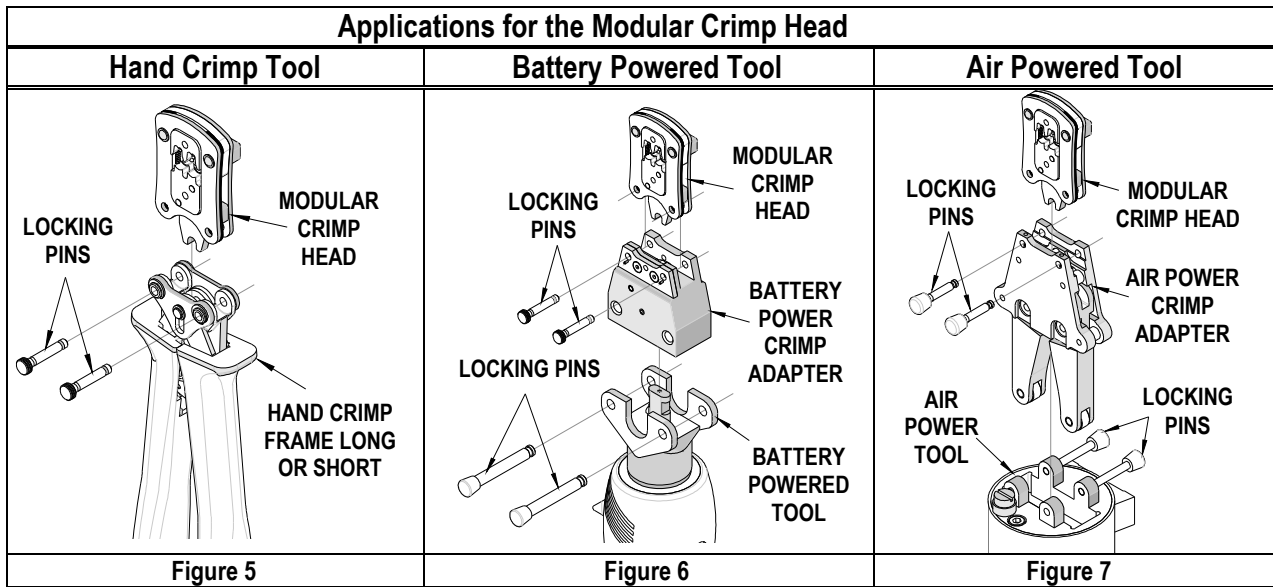 Applications for the Modular Crimp Head
Hand Crimp Tool
Battery Powered Tool
Air Powered Tool
LOCKING
PINS
MODULAR
CRIMP
HEAD
HAND CRIMP
FRAME LONG
OR SHORT
LOCKING
PINS
MODULAR
CRIMP
HEAD
BATTERY
POWER
CRIMP
ADAPTER
LOCKING PINS
BATTERY
POWERED
TOOL
LOCKING
PINS
MODULAR
CRIMP HEAD
AIR POWER
CRIMP
ADAPTER
AIR
POWER
TOOL
LOCKING
PINS
Figure 5
Figure 6
Figure 7